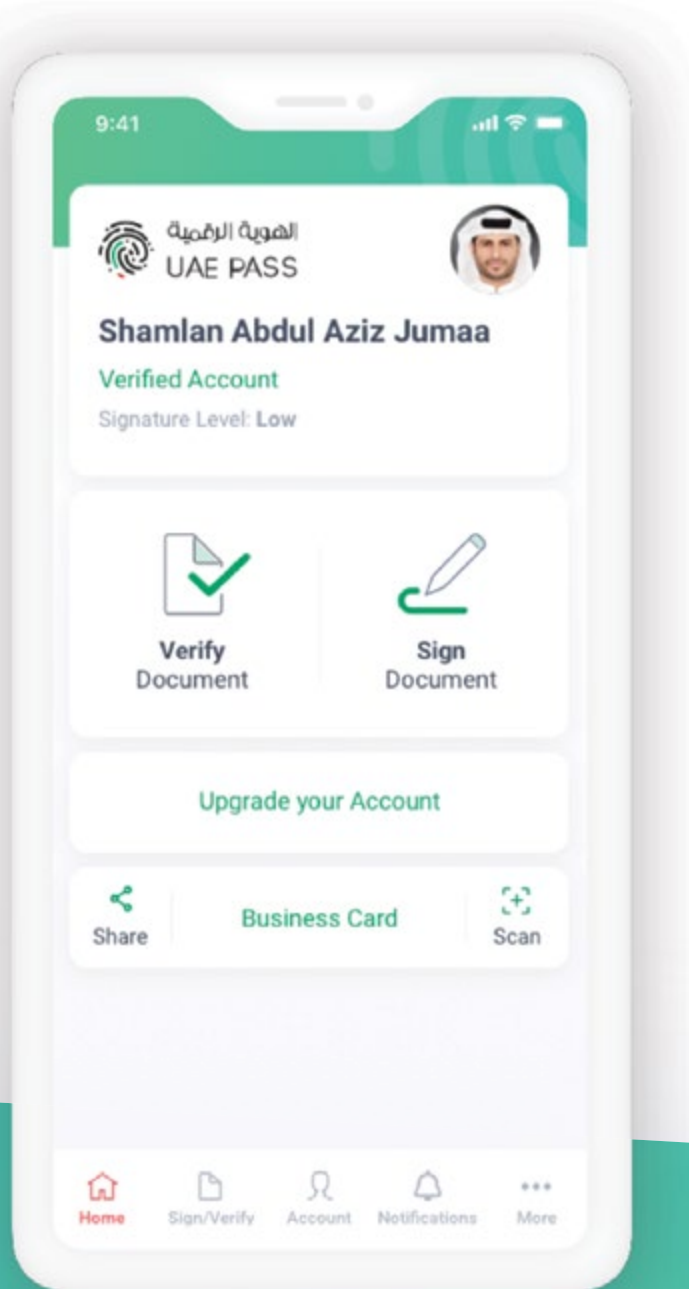 9:41
الهوية الرقمية
UAE PASS
Shamlan Abdul Aziz Jumaa
Verified Account
Signature Level: Low
Verify
Document
Sign
Document
Upgrade your Account
Share
Business Card
Scan
Home
Sign/Verify
Account
Notifications
More